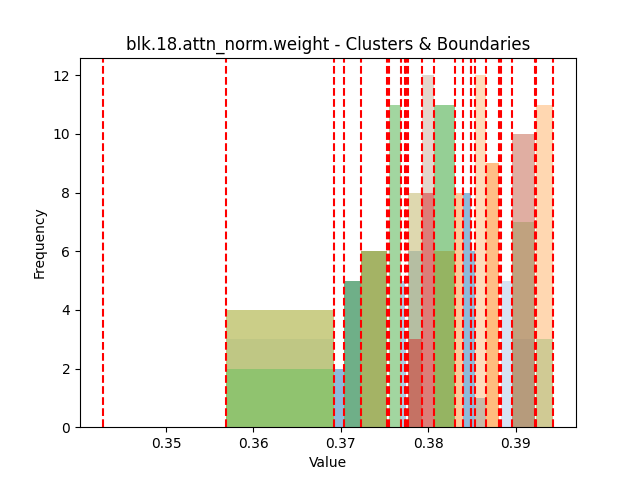 blk.18.attn_norm.weight - Clusters & Boundaries
12
10
8
6
4
2
0
Frequency
0.35 0.36 0.37 0.38 0.39
Value